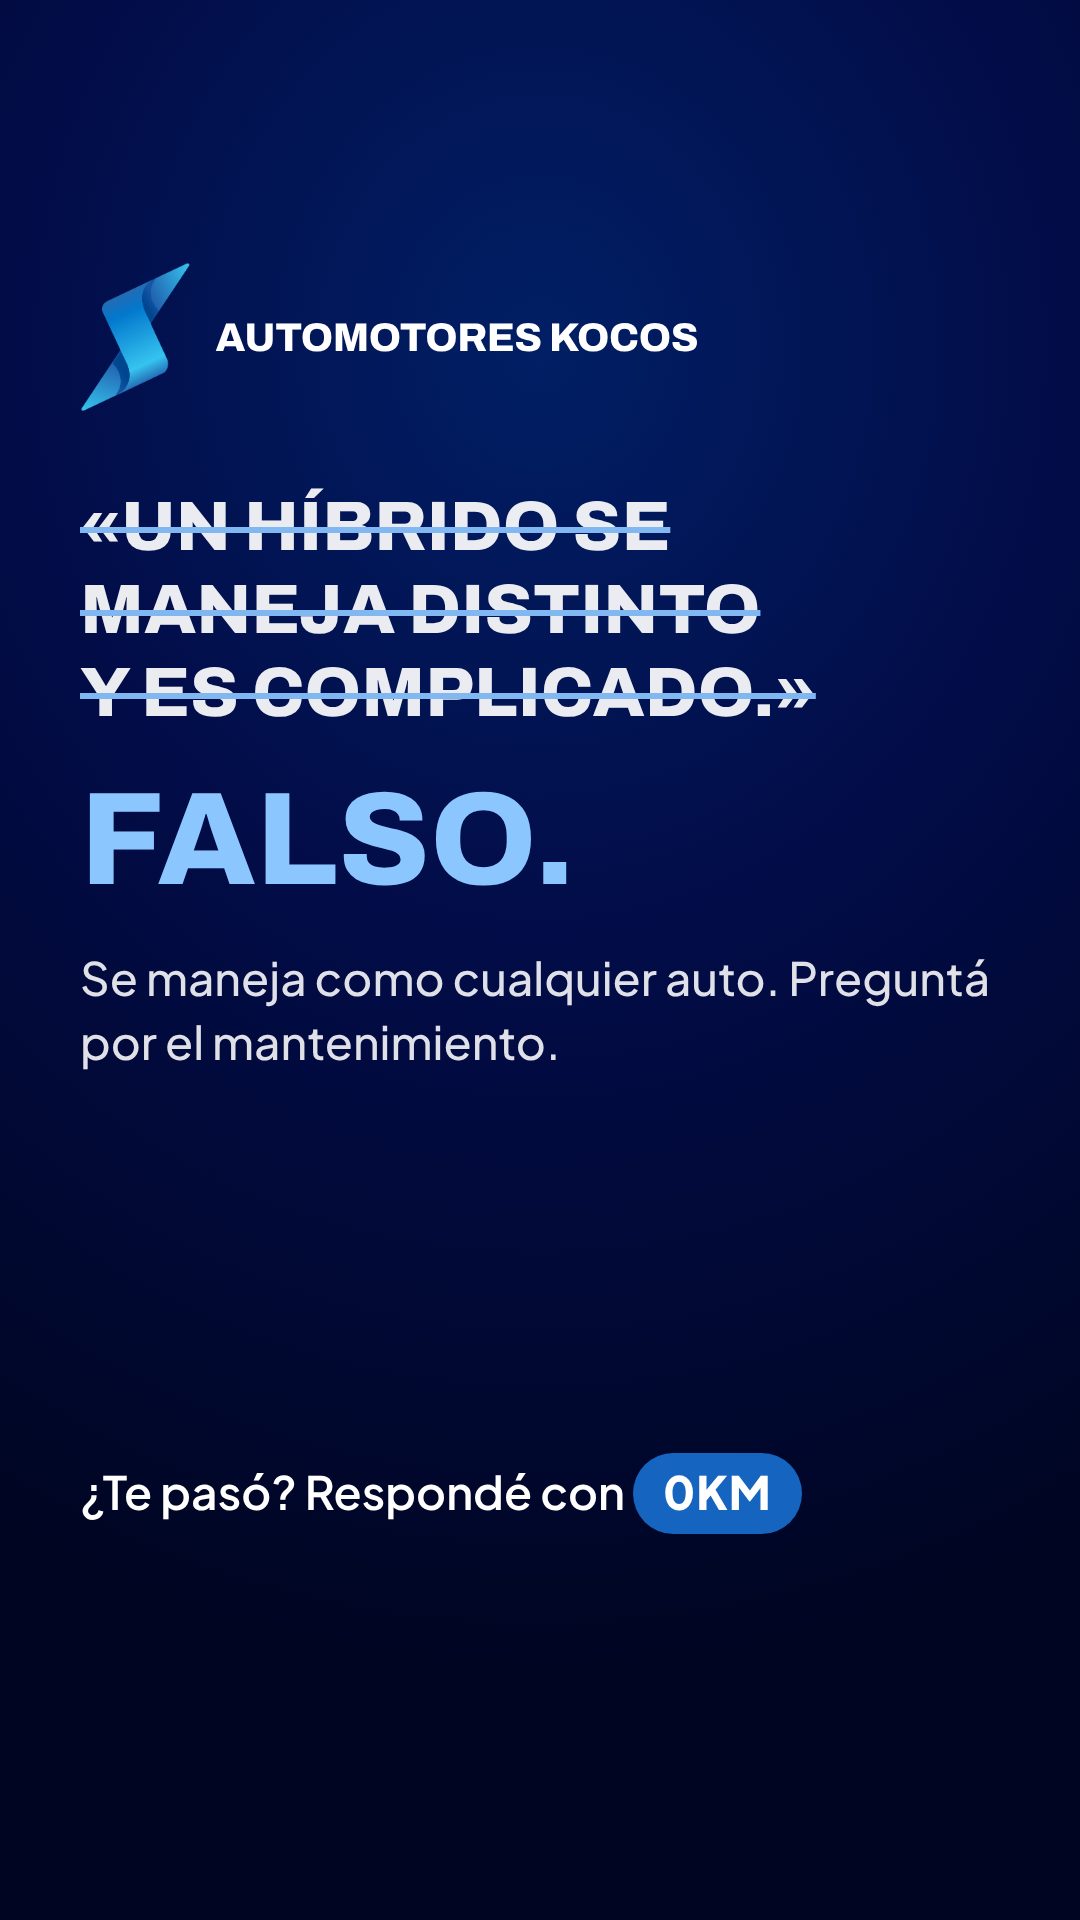 AUTOMOTORES KOCOS
«UN HÍBRIDO SE
MANEJA DISTINTO
Y ES COMPLICADO.»
FALSO.
Se maneja como cualquier auto. Preguntá
por el mantenimiento.
¿Te pasó? Respondé con 0KM